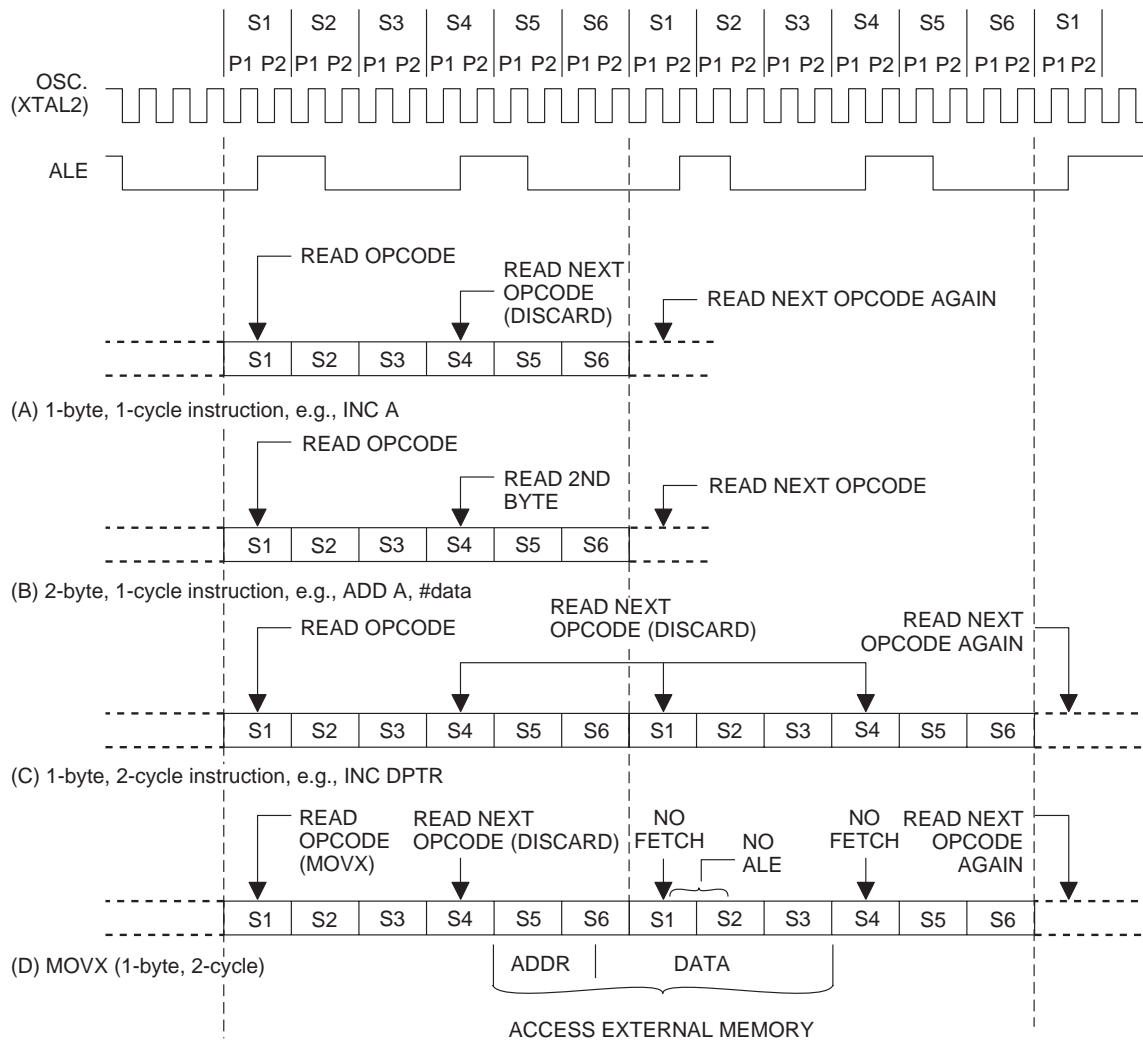 S1 S2 S3 S4 S5 S6 S1 S2 S3 S4 S5 S6 S1
P1 P2 P1 P2 P1 P2 P1 P2 P1 P2 P1 P2 P1 P2 P1 P2 P1 P2 P1 P2 P1 P2 P1 P2 P1 P2
OSC.
(XTAL2)
ALE
READ OPCODE
READ NEXT
OPCODE
(DISCARD)
READ NEXT OPCODE AGAIN
S1 S2 S3 S4 S5 S6
(A) 1-byte, 1-cycle instruction, e.g., INC A
READ OPCODE
READ 2ND
BYTE
READ NEXT OPCODE
S1 S2 S3 S4 S5 S6
(B) 2-byte, 1-cycle instruction, e.g., ADD A, #data
READ OPCODE
READ NEXT
OPCODE (DISCARD)
READ NEXT
OPCODE AGAIN
S1 S2 S3 S4 S5 S6 S1 S2 S3 S4 S5 S6
(C) 1-byte, 2-cycle instruction, e.g., INC DPTR
READ
OPCODE
(MOVX)
READ NEXT
OPCODE (DISCARD)
NO
FETCH
NO
ALE
NO
FETCH
READ NEXT
OPCODE
AGAIN
S1 S2 S3 S4 S5 S6 S1 S2 S3 S4 S5 S6
(D) MOVX (1-byte, 2-cycle)
ADDR DATA
ACCESS EXTERNAL MEMORY